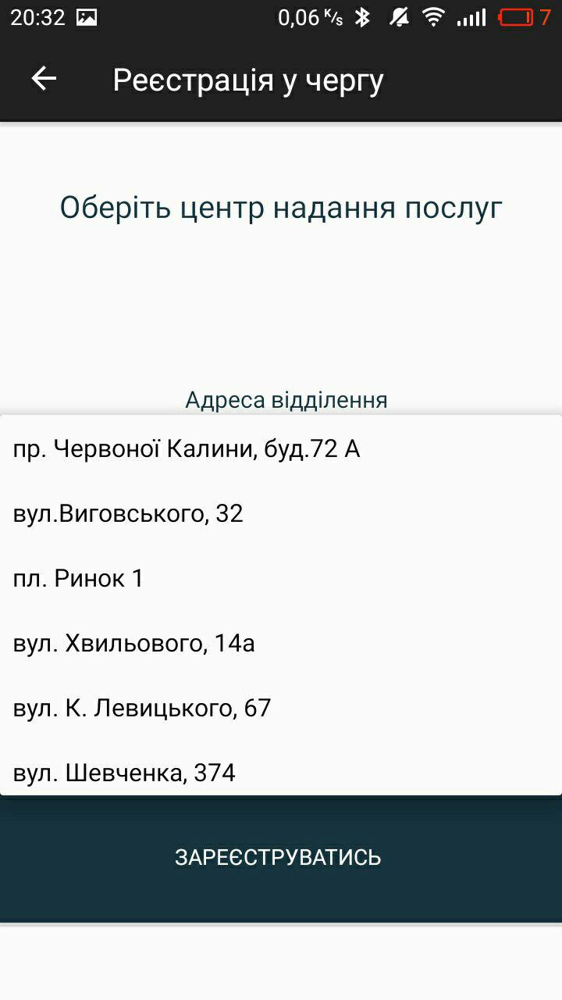 20:32 0,06 K/s 7
Реєстрація у чергу
Оберіть центр надання послуг
Адреса відділення
пр. Червоної Калини, буд.72 А
вул.Виговського, 32
пл. Ринок 1
вул. Хвильового, 14а
вул. К. Левицького, 67
вул. Шевченка, 374
ЗАРЕЄСТРУВАТИСЬ